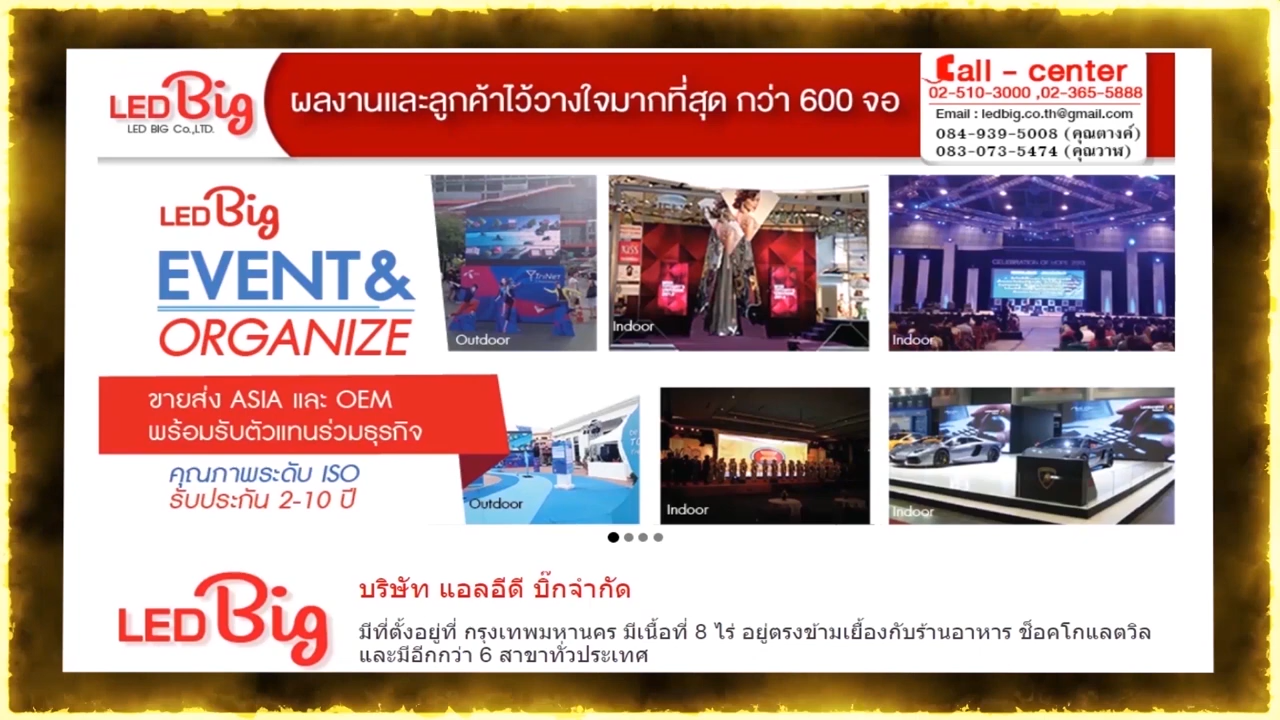 LED Big
LED BIG Co.,LTD.
ผลงานและลูกค้าไว้วางใจมากที่สุด กว่า 600 จอ
Call - center
02-510-3000 ,02-365-5888
Email : ledbig.co.th@gmail.com
084-939-5008 (คุณตางค์)
083-073-5474 (คุณวาฬ)
LED Big
EVENT&
ORGANIZE
ขายส่ง ASIA และ OEM
พร้อมรับตัวแทนร่วมธุรกิจ
คุณภาพระดับ ISO
รับประกัน 2-10 ปี
TriNet
Outdoor
KISS
Indoor
CELEBRATION OF HOPE
Indoor
Outdoor
Indoor
Indoor
LED Big
บริษัท แอลอีดี บิ๊กจำกัด
มีที่ตั้งอยู่ที่ กรุงเทพมหานคร มีเนื้อที่ 8 ไร่ อยู่ตรงข้ามเยื้องกับร้านอาหาร ช็อคโกแลตวิล
และมีอีกกว่า 6 สาขาทั่วประเทศ